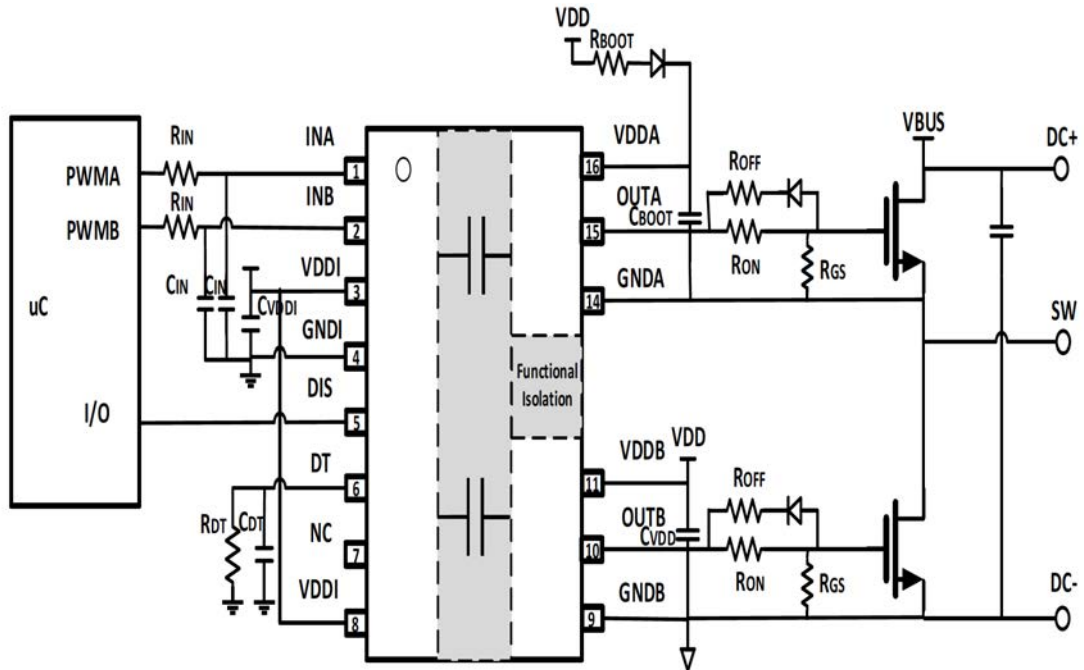 VDD
RBOOT
uC
PWMA
PWMB
I/O
RIN
RIN
CIN
CIN
CVDDI
RDT
CDT
INA
1
INB
2
VDDI
3
GNDI
4
DIS
5
DT
6
NC
7
VDDI
8
Functional
Isolation
VDDA
16
OUTA
15
CBOOT
GNDA
14
VDDB
11
VDD
OUTB
10
CVDD
GNDB
9
ROFF
RON
RGS
ROFF
RON
RGS
VBUS
DC+
SW
DC-